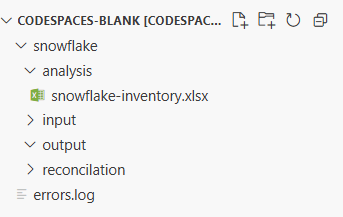 CODESPACES-BLANK [CODESPAC...
snowflake
analysis
snowflake-inventory.xlsx
input
output
reconcilation
errors.log